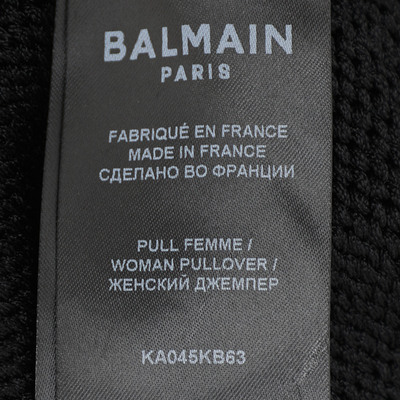 BALMAIN
PARIS
FABRIQUÉ EN FRANCE
MADE IN FRANCE
СДЕЛАНО ВО ФРАНЦИИ
PULL FEMME /
WOMAN PULLOVER /
ЖЕНСКИЙ ДЖЕМПЕР
KA045KB63